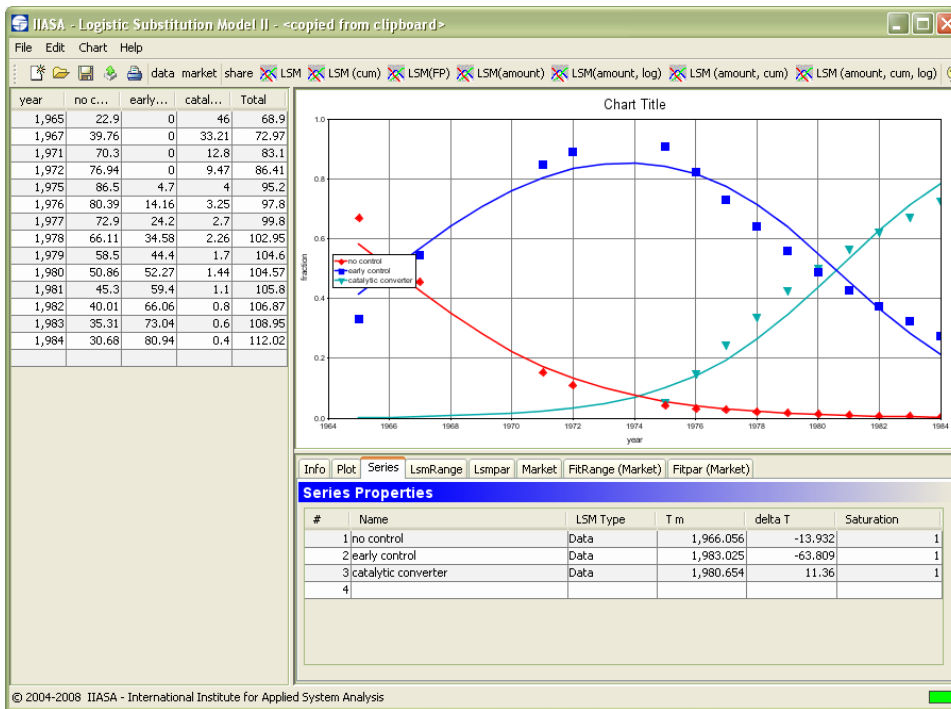 IIASA - Logistic Substitution Model II - <copied from clipboard>
File Edit Chart Help
data market share LSM LSM (cum) LSM(FP) LSM(amount) LSM(amount, log) LSM (amount, cum) LSM (amount, cum, log)
year no c... early... catal... Total
1,965 22.9 0 46 68.9
1,967 39.76 0 33.21 72.97
1,971 70.3 0 12.8 83.1
1,972 76.94 0 9.47 86.41
1,975 86.5 4.7 4 95.2
1,976 80.39 14.16 3.25 97.8
1,977 72.9 24.2 2.7 99.8
1,978 66.11 34.58 2.26 102.95
1,979 58.5 44.4 1.7 104.6
1,980 50.86 52.27 1.44 104.57
1,981 45.3 59.4 1.1 105.8
1,982 40.01 66.06 0.8 106.87
1,983 35.31 73.04 0.6 108.95
1,984 30.68 80.94 0.4 112.02
Chart Title
1.0
0.8
0.6
0.4
0.2
0.0
fraction
no control
early control
catalytic converter
1964 1966 1968 1970 1972 1974 1976 1978 1980 1982 1984
year
Info Plot Series LsmRange Lsmpar Market FitRange (Market) Fitpar (Market)
Series Properties
# Name LSM Type T m delta T Saturation
1 no control Data 1,966.056 -13.932 1
2 early control Data 1,983.025 -63.809 1
3 catalytic converter Data 1,980.654 11.36 1
4
© 2004-2008 IIASA - International Institute for Applied System Analysis